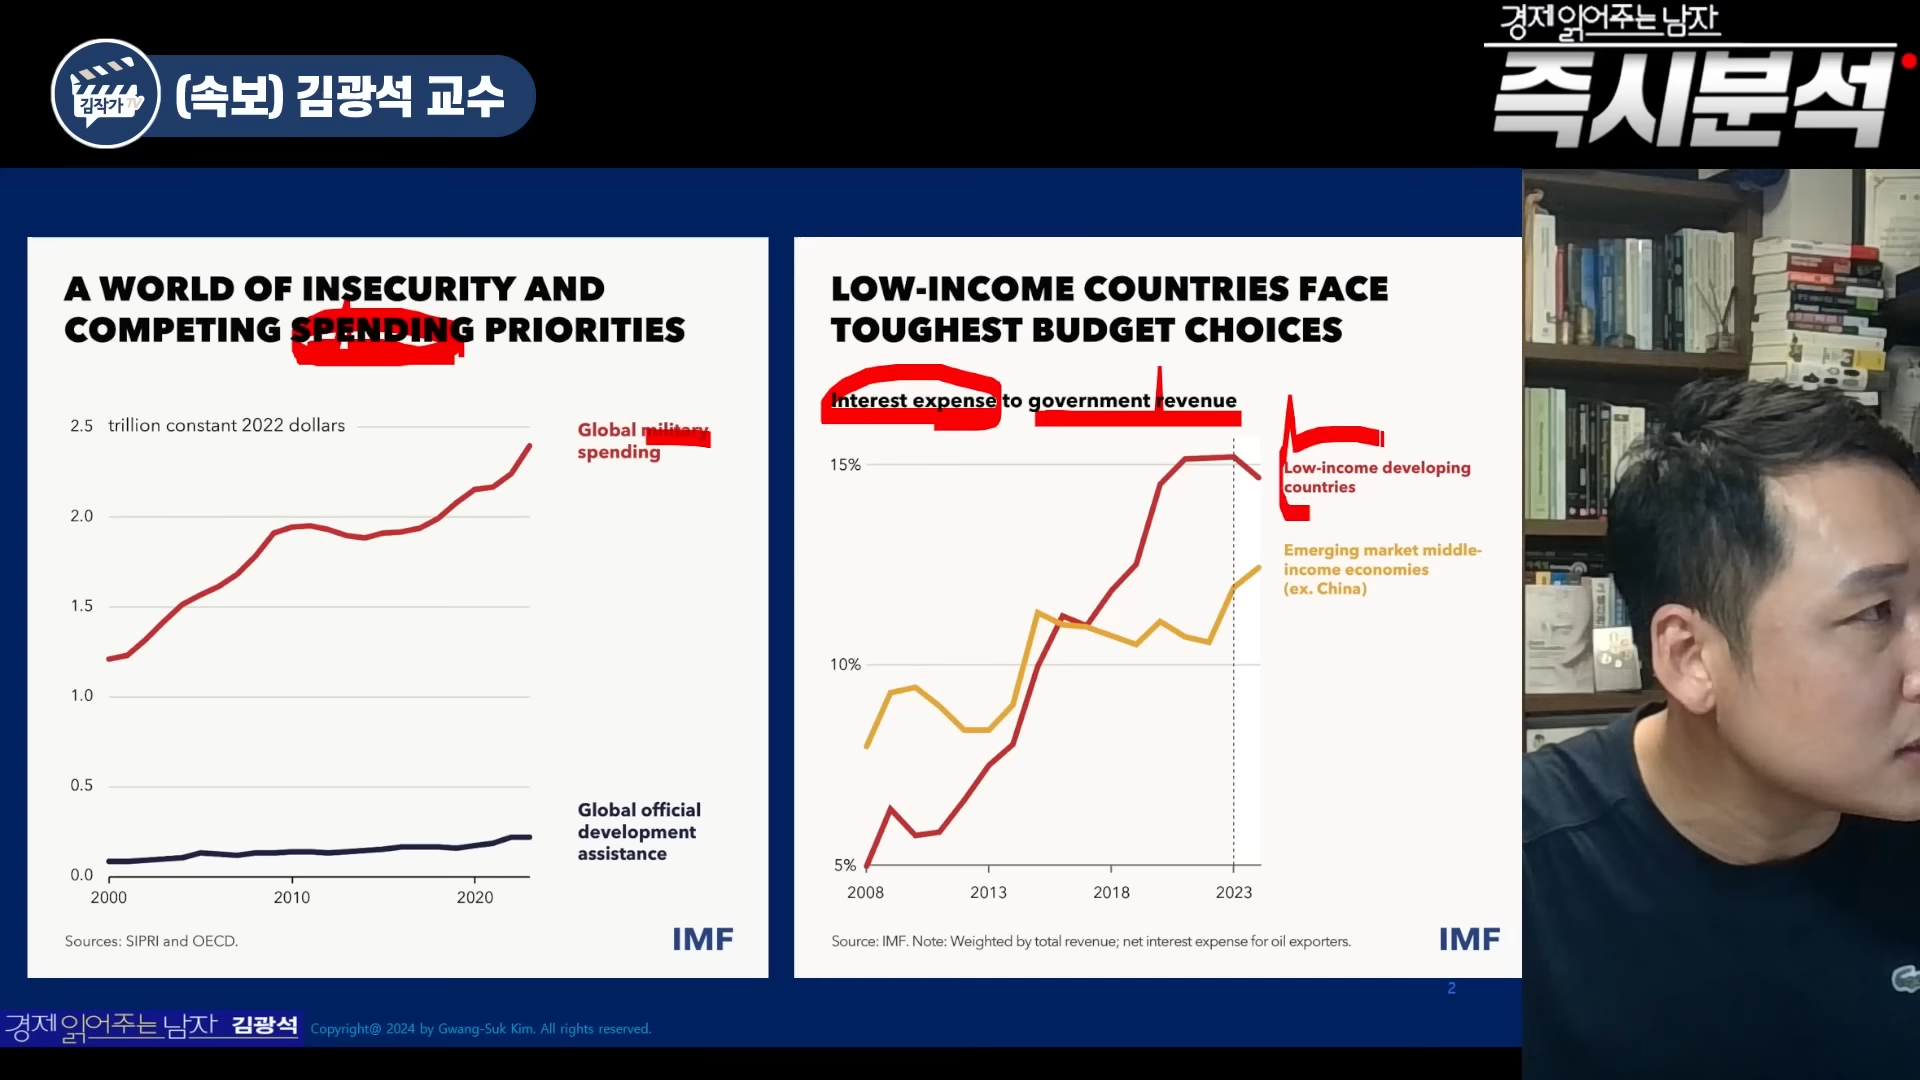 경제 읽어주는 남자
즉시분석
김작가 TV
(속보) 김광석 교수
A WORLD OF INSECURITY AND
COMPETING SPENDING PRIORITIES
2.5 trillion constant 2022 dollars
2.0
1.5
1.0
0.5
0.0
2000 2010 2020
Global military
spending
Global official
development
assistance
Sources: SIPRI and OECD.
IMF
LOW-INCOME COUNTRIES FACE
TOUGHEST BUDGET CHOICES
Interest expense to government revenue
15%
10%
5%
2008 2013 2018 2023
Low-income developing
countries
Emerging market middle-
income economies
(ex. China)
Source: IMF. Note: Weighted by total revenue; net interest expense for oil exporters.
IMF
2
경제 읽어주는 남자 김광석
Copyright@ 2024 by Gwang-Suk Kim. All rights reserved.